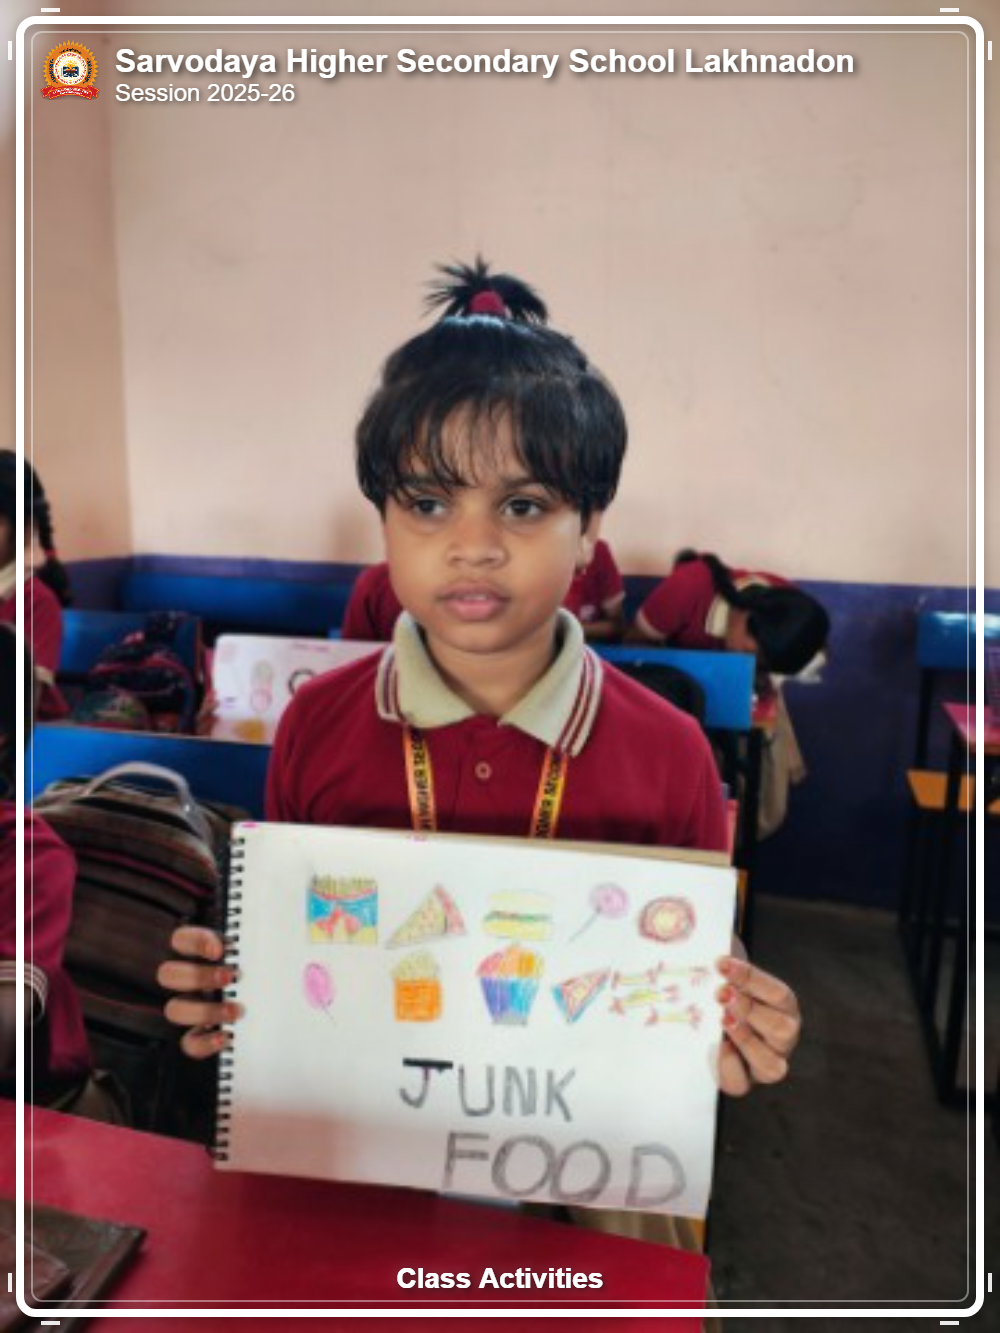 Sarvodaya Higher Secondary School Lakhnadon
Session 2025-26
JUNK
FOOD
Class Activities